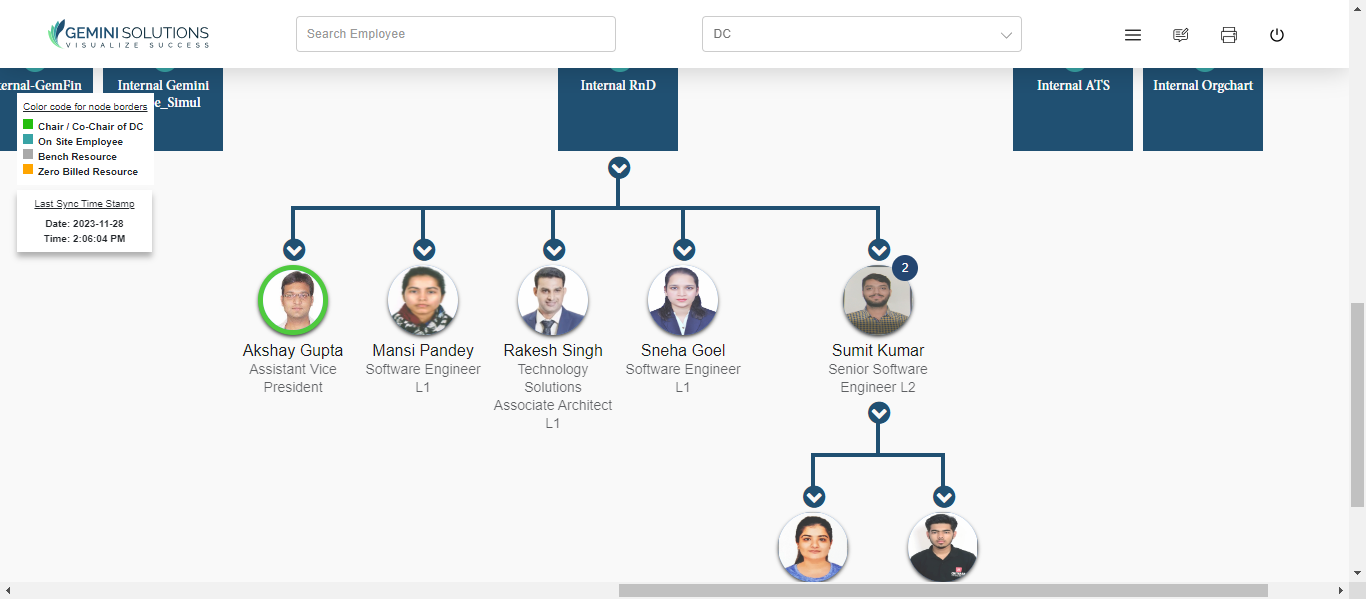 GEMINI SOLUTIONS
VISUALIZE SUCCESS
Search Employee
DC
ernal-GemFin
Internal Gemini
e_Simul
Internal RnD
Internal ATS
Internal Orgchart
Color code for node borders
Chair / Co-Chair of DC
On Site Employee
Bench Resource
Zero Billed Resource
Last Sync Time Stamp
Date: 2023-11-28
Time: 2:06:04 PM
2
Akshay Gupta
Assistant Vice
President
Mansi Pandey
Software Engineer
L1
Rakesh Singh
Technology
Solutions
Associate Architect
L1
Sneha Goel
Software Engineer
L1
Sumit Kumar
Senior Software
Engineer L2